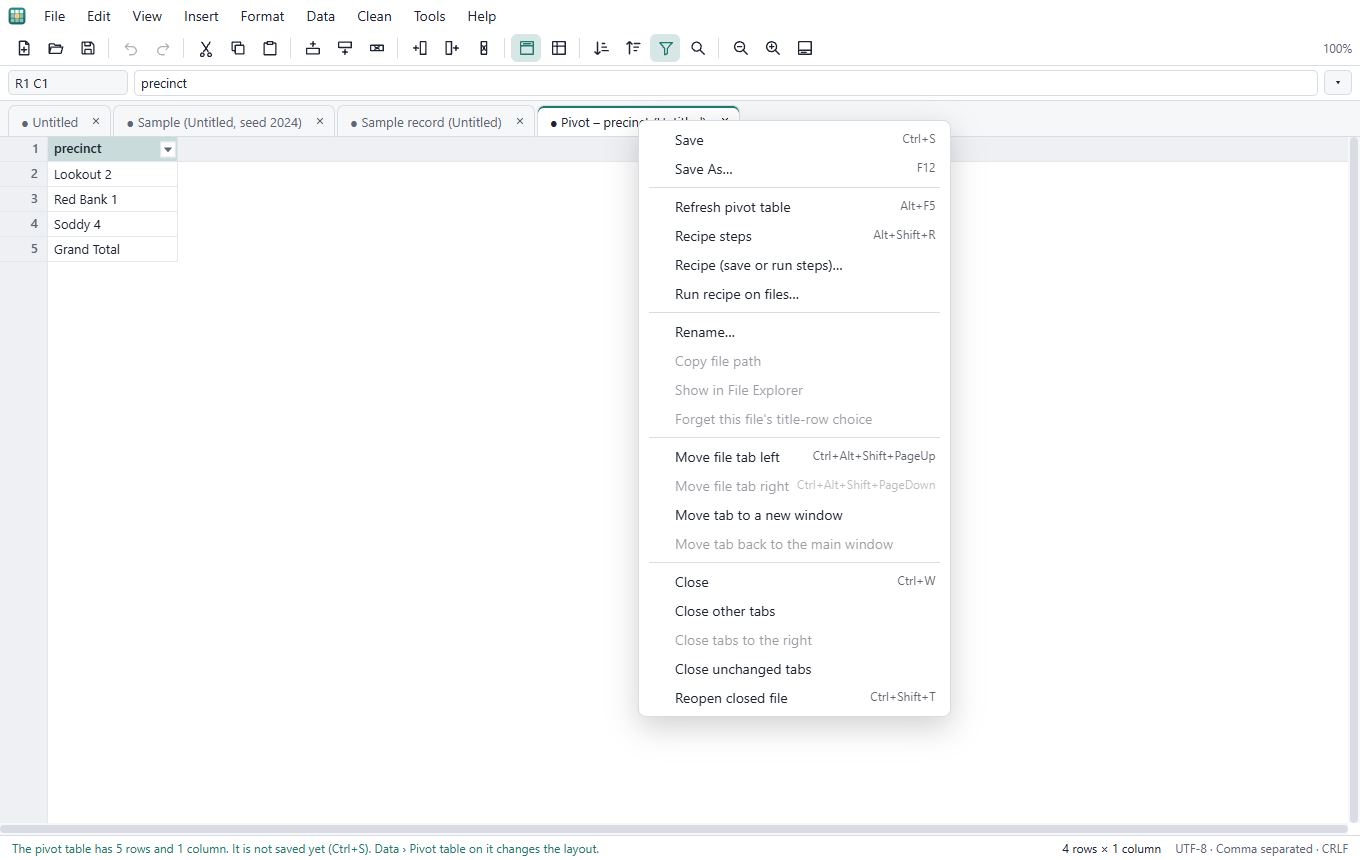 File Edit View Insert Format Data Clean Tools Help
100%
R1 C1 precinct
● Untitled × ● Sample (Untitled, seed 2024) × ● Sample record (Untitled) × ● Pivot – precinct (Untitled) ×
1 precinct
2 Lookout 2
3 Red Bank 1
4 Soddy 4
5 Grand Total
Save Ctrl+S
Save As... F12
Refresh pivot table Alt+F5
Recipe steps Alt+Shift+R
Recipe (save or run steps)...
Run recipe on files...
Rename...
Copy file path
Show in File Explorer
Forget this file's title-row choice
Move file tab left Ctrl+Alt+Shift+PageUp
Move file tab right Ctrl+Alt+Shift+PageDown
Move tab to a new window
Move tab back to the main window
Close Ctrl+W
Close other tabs
Close tabs to the right
Close unchanged tabs
Reopen closed file Ctrl+Shift+T
The pivot table has 5 rows and 1 column. It is not saved yet (Ctrl+S). Data › Pivot table on it changes the layout.
4 rows × 1 column UTF-8 · Comma separated · CRLF